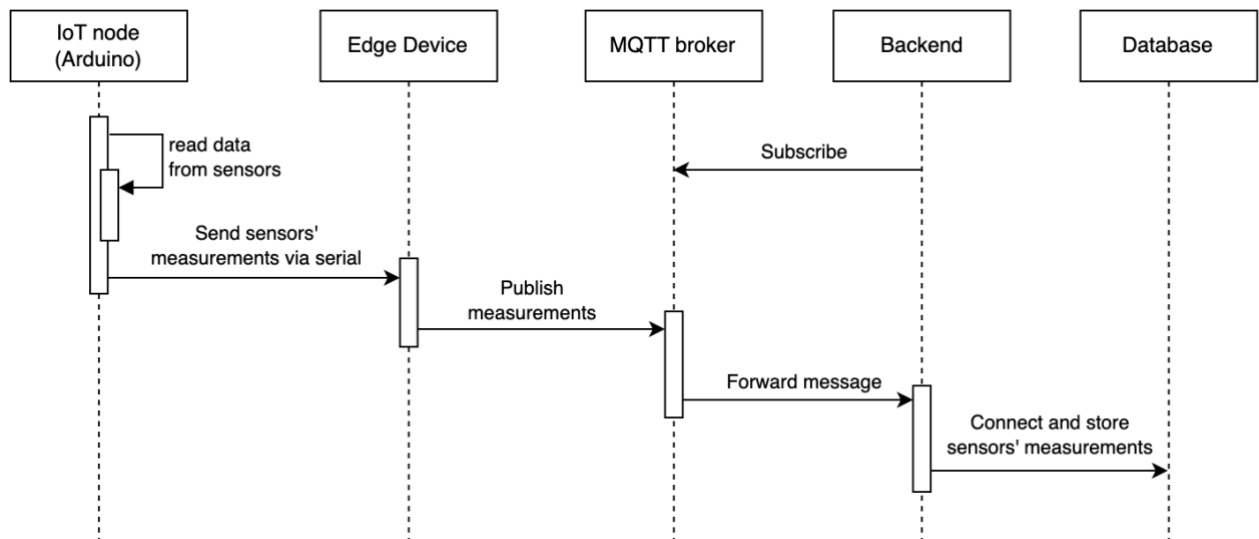 IoT node
(Arduino)
Edge Device
MQTT broker
Backend
Database
read data
from sensors
Subscribe
Send sensors'
measurements via serial
Publish
measurements
Forward message
Connect and store
sensors' measurements